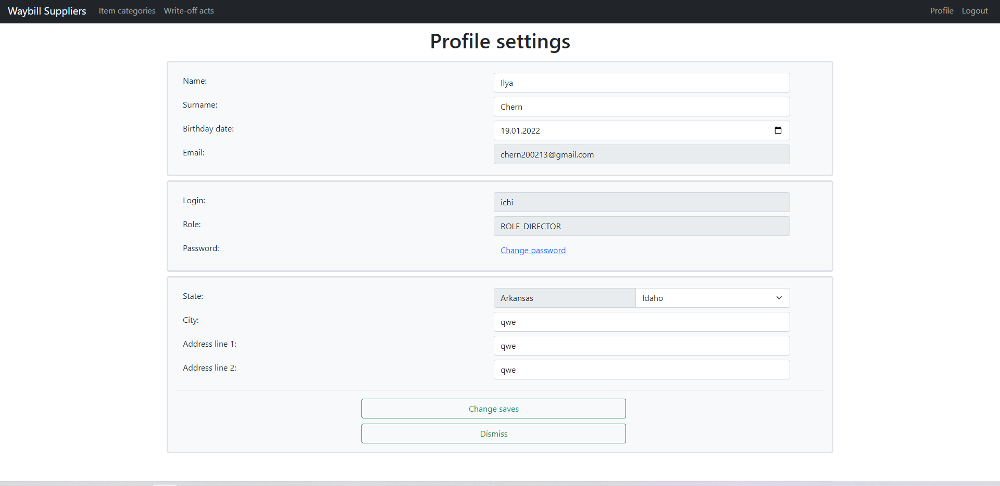 Waybill Suppliers Item categories Write-off acts Profile Logout
Profile settings
Name: Ilya
Surname: Chern
Birthday date: 19.01.2022
Email: chern200213@gmail.com
Login: ichi
Role: ROLE_DIRECTOR
Password: Change password
State: Arkansas Idaho
City: qwe
Address line 1: qwe
Address line 2: qwe
Change saves
Dismiss